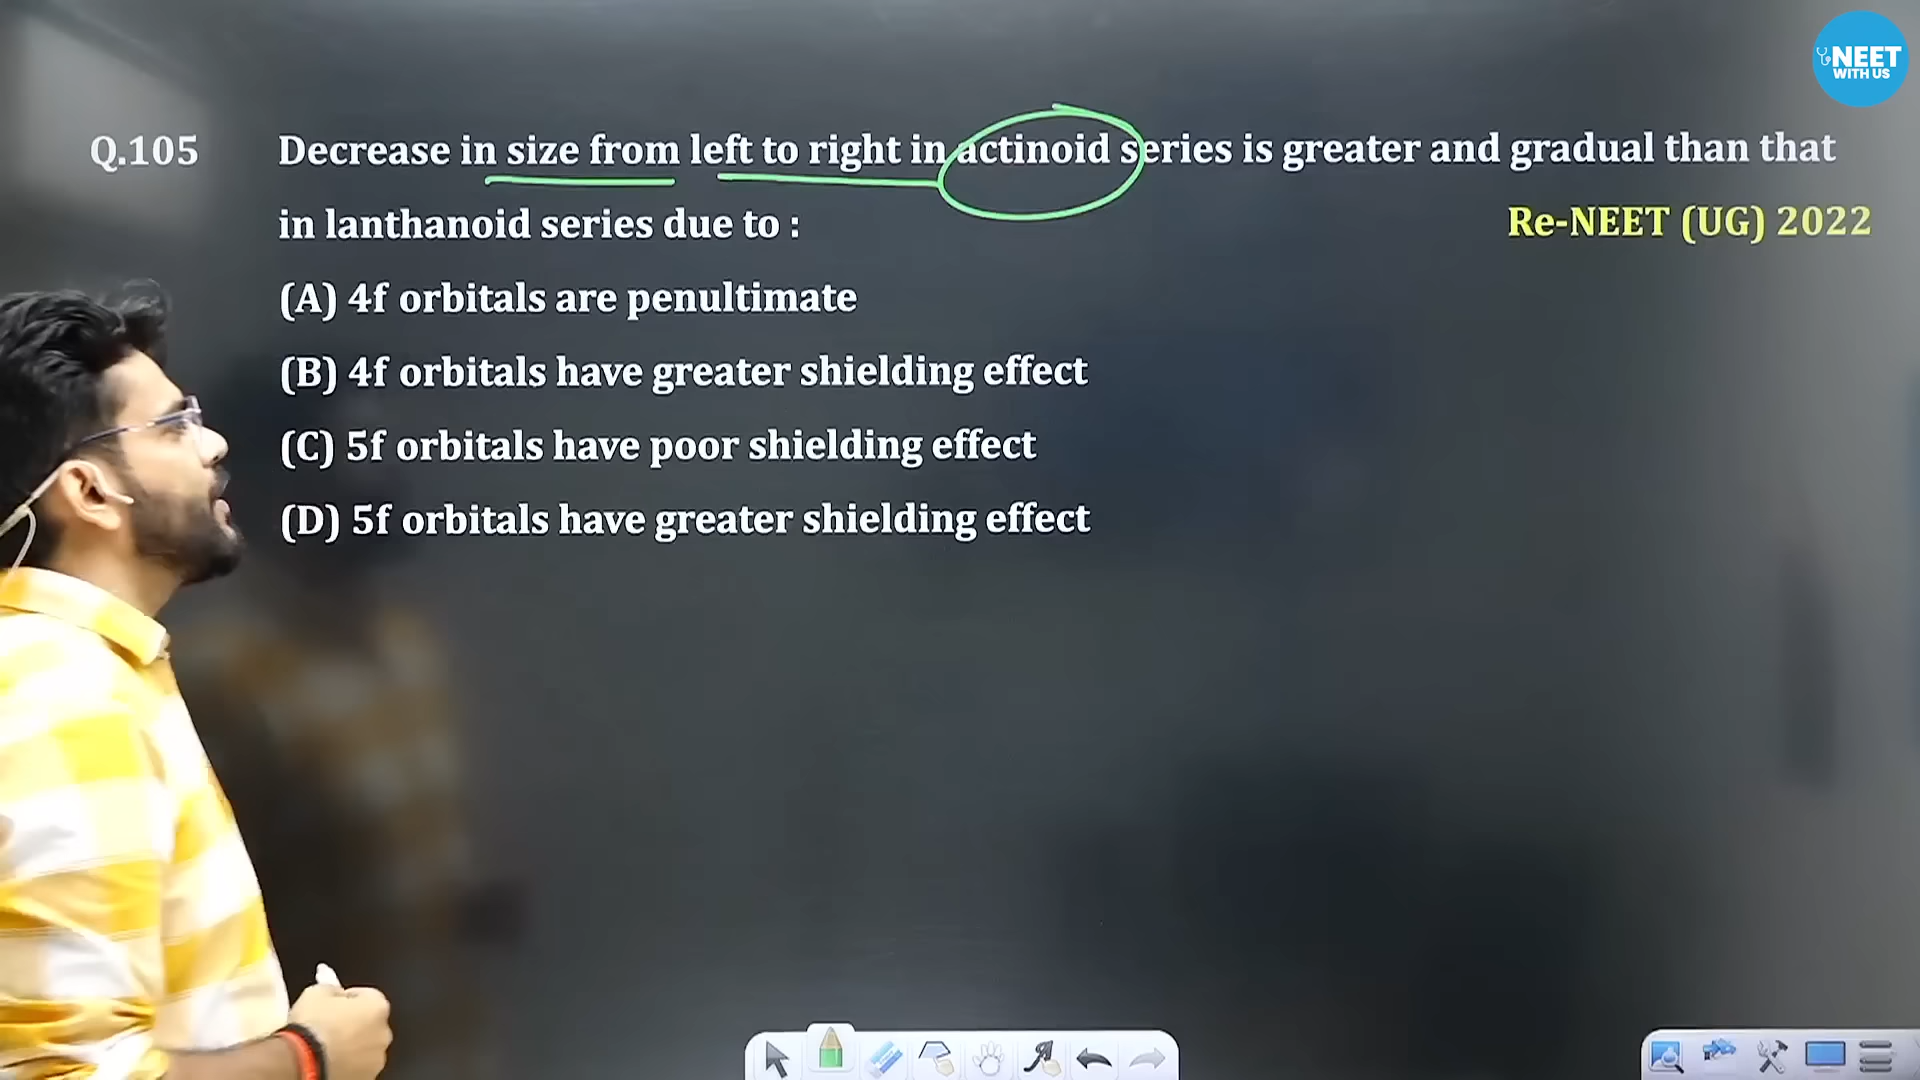 NEET
WITH US
Q.105 Decrease in size from left to right in actinoid series is greater and gradual than that
in lanthanoid series due to :
Re-NEET (UG) 2022
(A) 4f orbitals are penultimate
(B) 4f orbitals have greater shielding effect
(C) 5f orbitals have poor shielding effect
(D) 5f orbitals have greater shielding effect